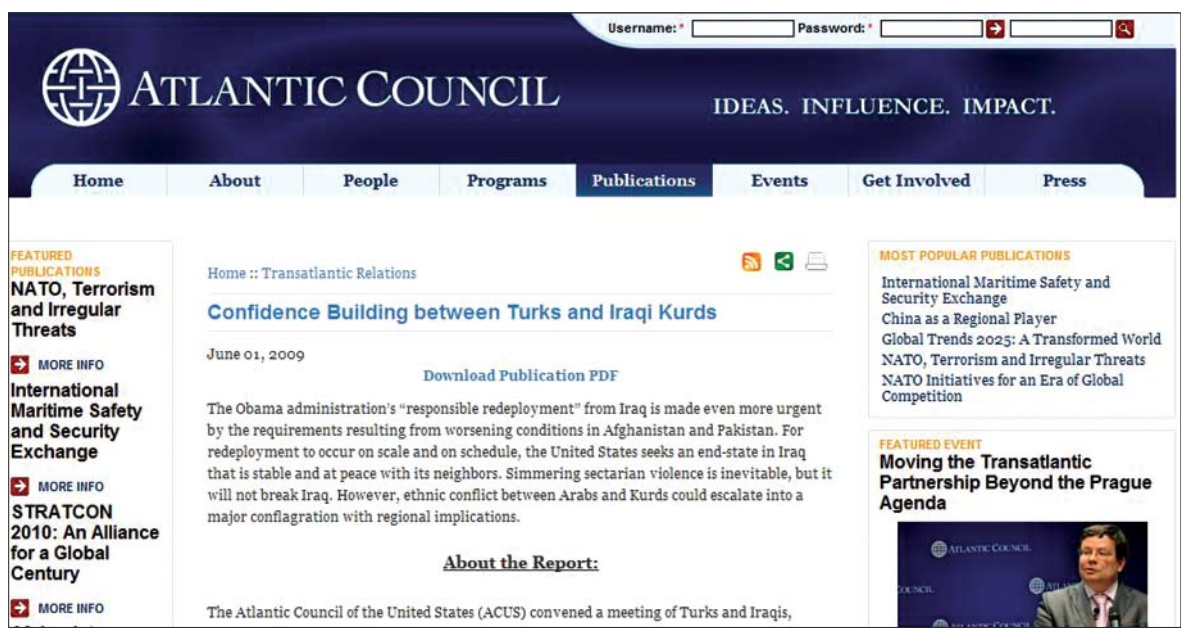 Username: *
Password: *
ATLANTIC COUNCIL
IDEAS. INFLUENCE. IMPACT.
Home
About
People
Programs
Publications
Events
Get Involved
Press
FEATURED
PUBLICATIONS
NATO, Terrorism
and Irregular
Threats
MORE INFO
International
Maritime Safety
and Security
Exchange
MORE INFO
STRATCON
2010: An Alliance
for a Global
Century
MORE INFO
Home :: Transatlantic Relations
Confidence Building between Turks and Iraqi Kurds
June 01, 2009
Download Publication PDF
The Obama administration's “responsible redeployment” from Iraq is made even more urgent
by the requirements resulting from worsening conditions in Afghanistan and Pakistan. For
redeployment to occur on scale and on schedule, the United States seeks an end-state in Iraq
that is stable and at peace with its neighbors. Simmering sectarian violence is inevitable, but it
will not break Iraq. However, ethnic conflict between Arabs and Kurds could escalate into a
major conflagration with regional implications.
About the Report:
The Atlantic Council of the United States (ACUS) convened a meeting of Turks and Iraqis,
MOST POPULAR PUBLICATIONS
International Maritime Safety and
Security Exchange
China as a Regional Player
Global Trends 2025: A Transformed World
NATO, Terrorism and Irregular Threats
NATO Initiatives for an Era of Global
Competition
FEATURED EVENT
Moving the Transatlantic
Partnership Beyond the Prague
Agenda
ATLANTIC COUNCIL